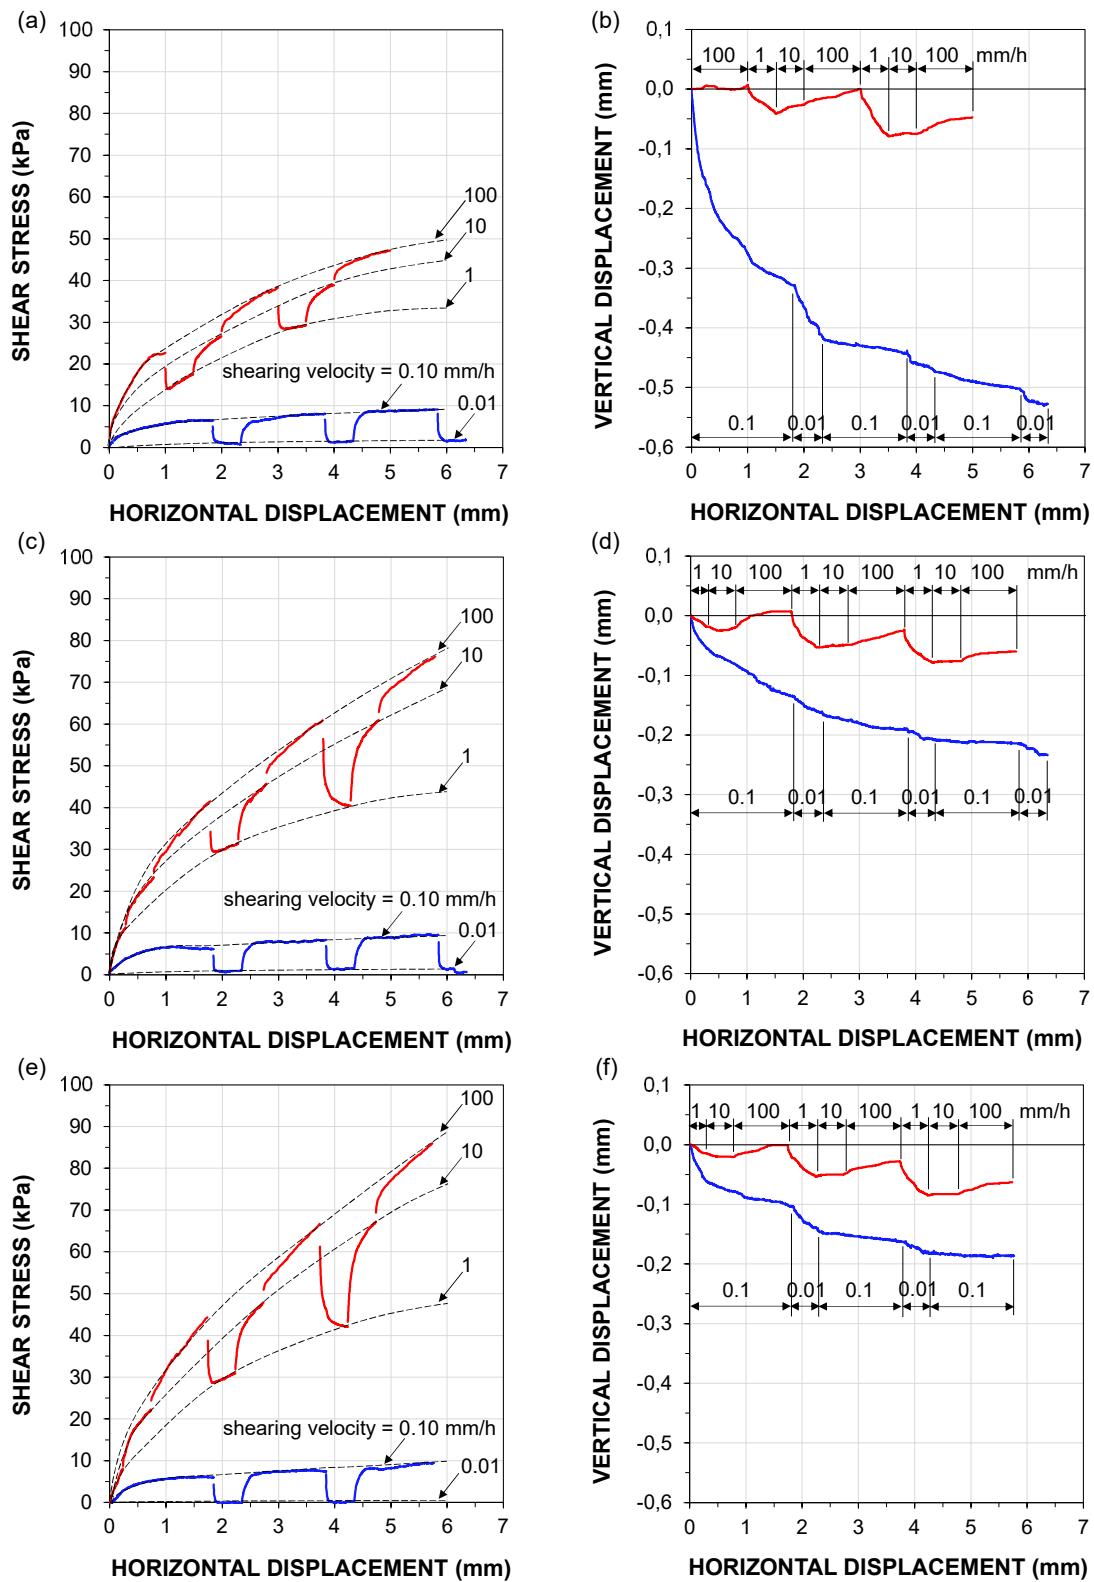 (a)
100
90
80
70
60
50
40
30
20
10
0
SHEAR STRESS (kPa)
100
10
1
shearing velocity = 0.10 mm/h
0.01
0 1 2 3 4 5 6 7
HORIZONTAL DISPLACEMENT (mm)
(b)
0,1
0,0
-0,1
-0,2
-0,3
-0,4
-0,5
-0,6
VERTICAL DISPLACEMENT (mm)
100 1 10 100 1 10 100 mm/h
0.1 0.01 0.1 0.01 0.1 0.01
0 1 2 3 4 5 6 7
HORIZONTAL DISPLACEMENT (mm)
(c)
100
90
80
70
60
50
40
30
20
10
0
SHEAR STRESS (kPa)
100
10
1
shearing velocity = 0.10 mm/h
0.01
0 1 2 3 4 5 6 7
HORIZONTAL DISPLACEMENT (mm)
(d)
0,1
0,0
-0,1
-0,2
-0,3
-0,4
-0,5
-0,6
VERTICAL DISPLACEMENT (mm)
1 10 100 1 10 100 1 10 100 mm/h
0.1 0.01 0.1 0.01 0.1 0.01
0 1 2 3 4 5 6 7
HORIZONTAL DISPLACEMENT (mm)
(e)
100
90
80
70
60
50
40
30
20
10
0
SHEAR STRESS (kPa)
100
10
1
shearing velocity = 0.10 mm/h
0.01
0 1 2 3 4 5 6 7
HORIZONTAL DISPLACEMENT (mm)
(f)
0,1
0,0
-0,1
-0,2
-0,3
-0,4
-0,5
-0,6
VERTICAL DISPLACEMENT (mm)
1 10 100 1 10 100 1 10 100 mm/h
0.1 0.01 0.1 0.01 0.1
0 1 2 3 4 5 6 7
HORIZONTAL DISPLACEMENT (mm)